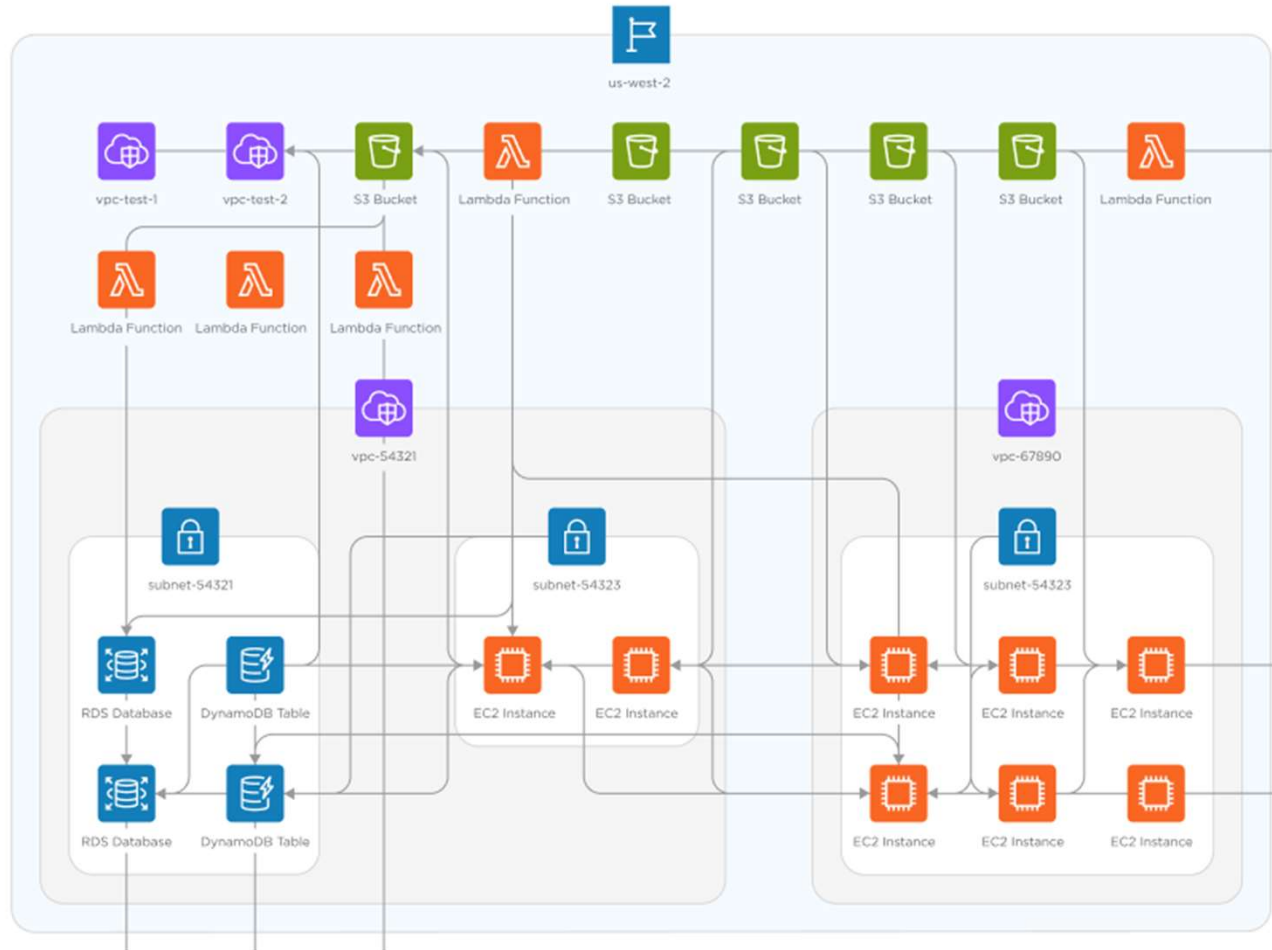 us-west-2
vpc-test-1
vpc-test-2
S3 Bucket
Lambda Function
S3 Bucket
S3 Bucket
S3 Bucket
S3 Bucket
Lambda Function
Lambda Function
Lambda Function
Lambda Function
vpc-54321
vpc-67890
subnet-54321
subnet-54323
subnet-54323
RDS Database
DynamoDB Table
EC2 Instance
EC2 Instance
EC2 Instance
EC2 Instance
EC2 Instance
RDS Database
DynamoDB Table
EC2 Instance
EC2 Instance
EC2 Instance